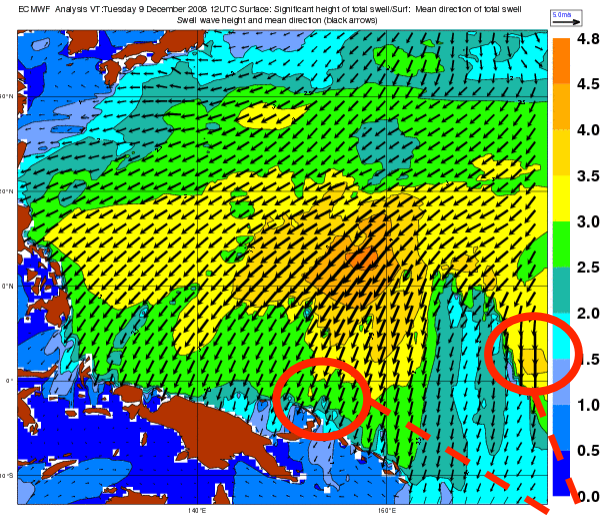 ECMWF Analysis VT:Tuesday 9 December 2008 12UTC Surface: Significant height of total swell/Surf: Mean direction of total swell
Swell wave height and mean direction (black arrows)
5.0m/s
4.8
4.5
4.0
3.5
3.0
2.5
2.0
1.5
1.0
0.5
0.0
0°
140°E
160°E